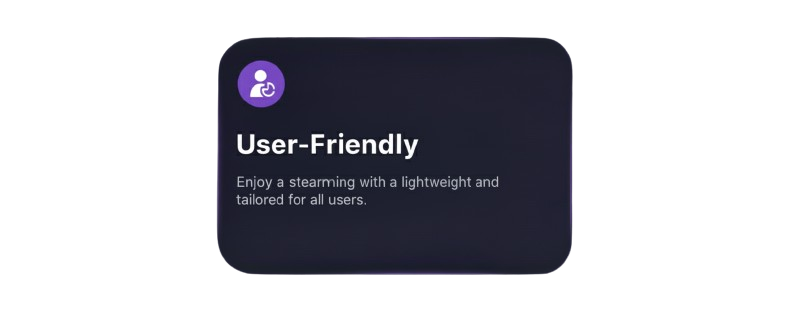 User-Friendly
Enjoy a stearming with a lightweight and
tailored for all users.